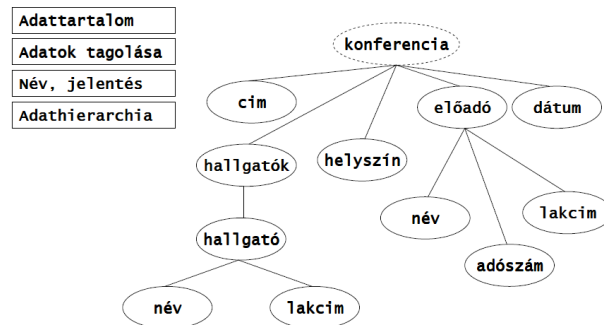 Adattartalom
Adatok tagolása
Név, jelentés
Adathierarchia
konferencia
cim
előadó
dátum
hallgatók
helyszín
név
lakcim
hallgató
adószám
név
lakcim